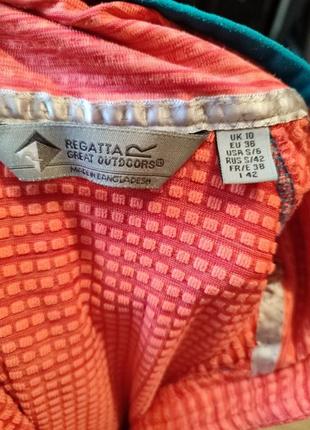 REGATTA
GREAT OUTDOORS®
MADE IN BANGLADESH
UK 10
EU 36
USA S/6
RUS S/42
FR/E 38
I 42